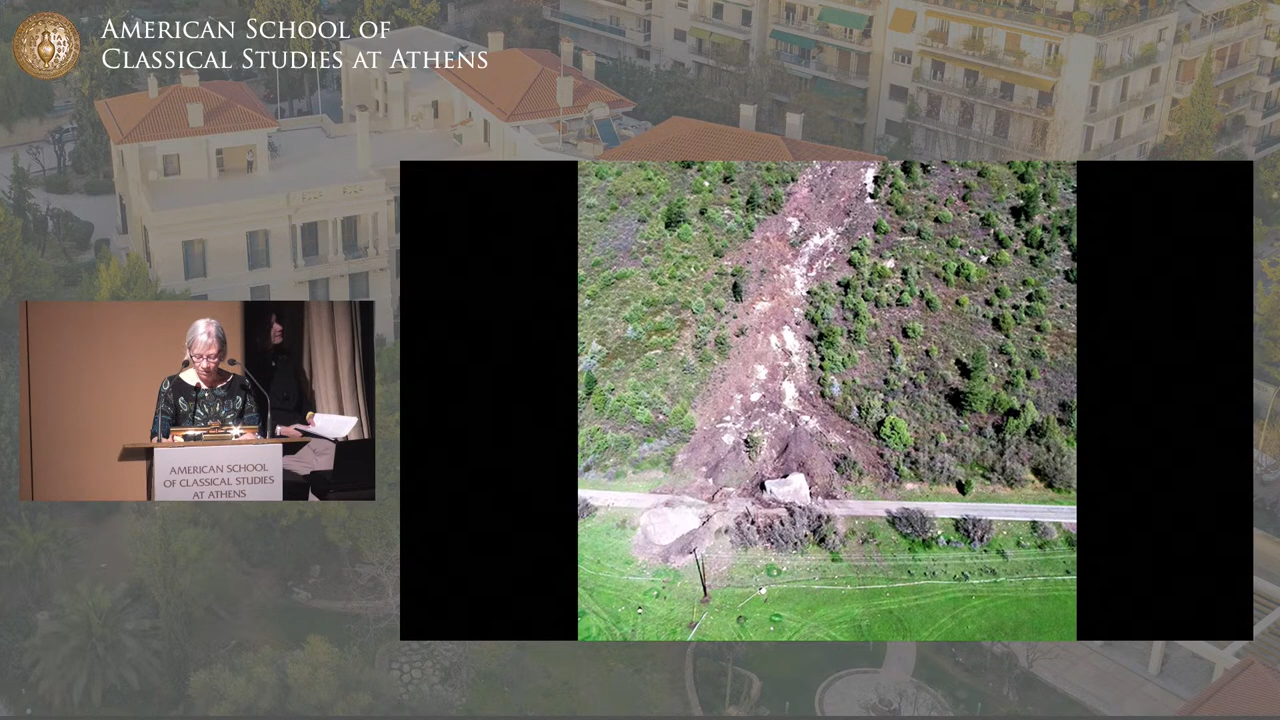 AMERICAN SCHOOL OF
CLASSICAL STUDIES AT ATHENS
AMERICAN SCHOOL
OF CLASSICAL STUDIES
AT ATHENS